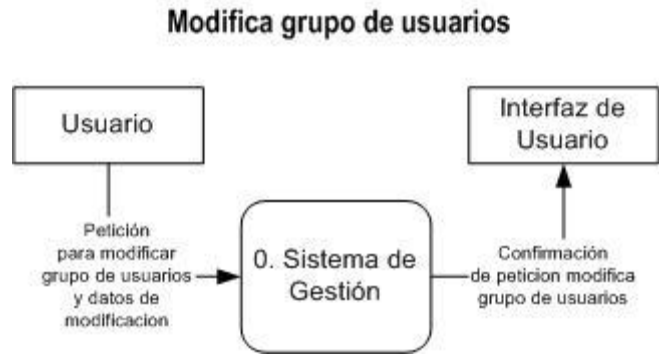 Modifica grupo de usuarios
Usuario
Interfaz de
Usuario
Petición
para modificar
grupo de usuarios
y datos de
modificacion
0. Sistema de
Gestión
Confirmación
de peticion modifica
grupo de usuarios